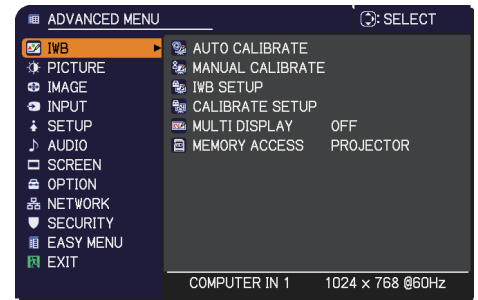 ADVANCED MENU : SELECT
IWB
PICTURE
IMAGE
INPUT
SETUP
AUDIO
SCREEN
OPTION
NETWORK
SECURITY
EASY MENU
EXIT
AUTO CALIBRATE
MANUAL CALIBRATE
IWB SETUP
CALIBRATE SETUP
MULTI DISPLAY OFF
MEMORY ACCESS PROJECTOR
COMPUTER IN 1 1024 x 768 @60Hz